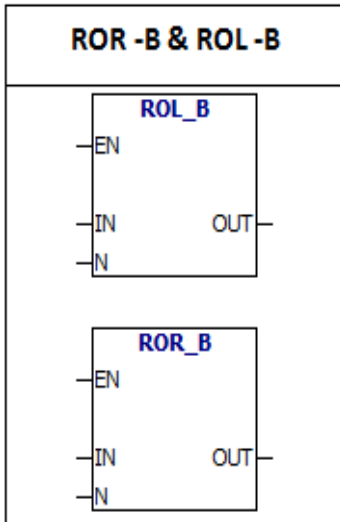 ROR -B & ROL -B
ROL_B
EN
IN OUT
N
ROR_B
EN
IN OUT
N